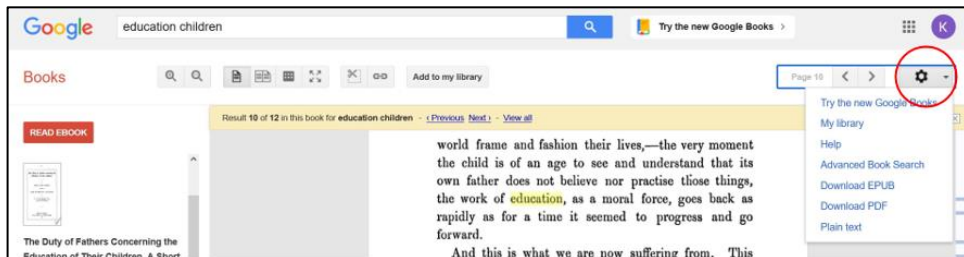 Google education children Try the new Google Books > K
Books Add to my library Page 10
Try the new Google Books
My library
Help
Advanced Book Search
Download EPUB
Download PDF
Plain text
READ EBOOK
Result 10 of 12 in this book for education children - ‹Previous Next › - View all
world frame and fashion their lives,—the very moment
the child is of an age to see and understand that its
own father does not believe nor practise those things,
the work of education, as a moral force, goes back as
rapidly as for a time it seemed to progress and go
forward.
And this is what we are now suffering from. This
The Duty of Fathers Concerning the
Education of Their Children, A Short